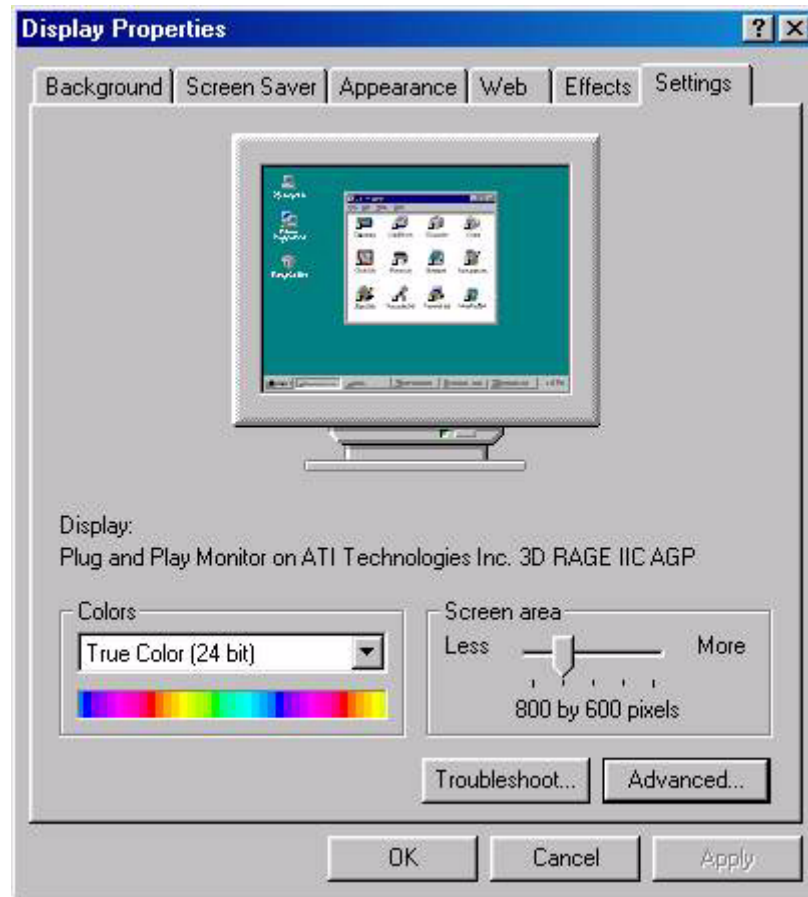 Display Properties
Background Screen Saver Appearance Web Effects Settings
Display:
Plug and Play Monitor on ATI Technologies Inc. 3D RAGE IIC AGP
Colors
True Color (24 bit)
Screen area
Less More
800 by 600 pixels
Troubleshoot... Advanced...
OK Cancel Apply